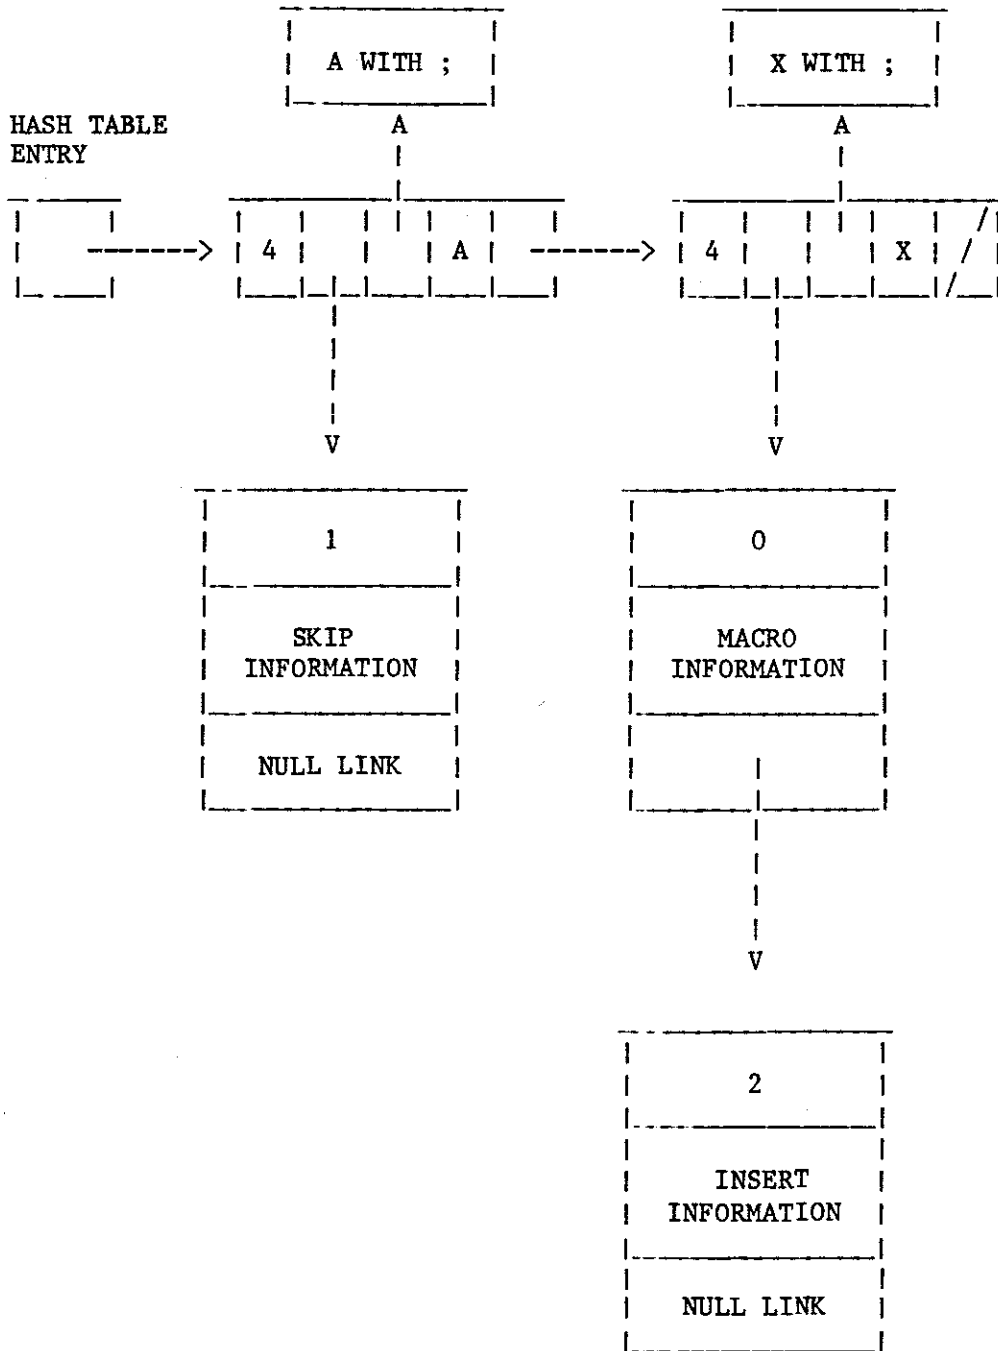 A WITH ;
X WITH ;
HASH TABLE
ENTRY
A
A
4 A
4 X /
V
V
1
0
SKIP
INFORMATION
MACRO
INFORMATION
NULL LINK
V
2
INSERT
INFORMATION
NULL LINK